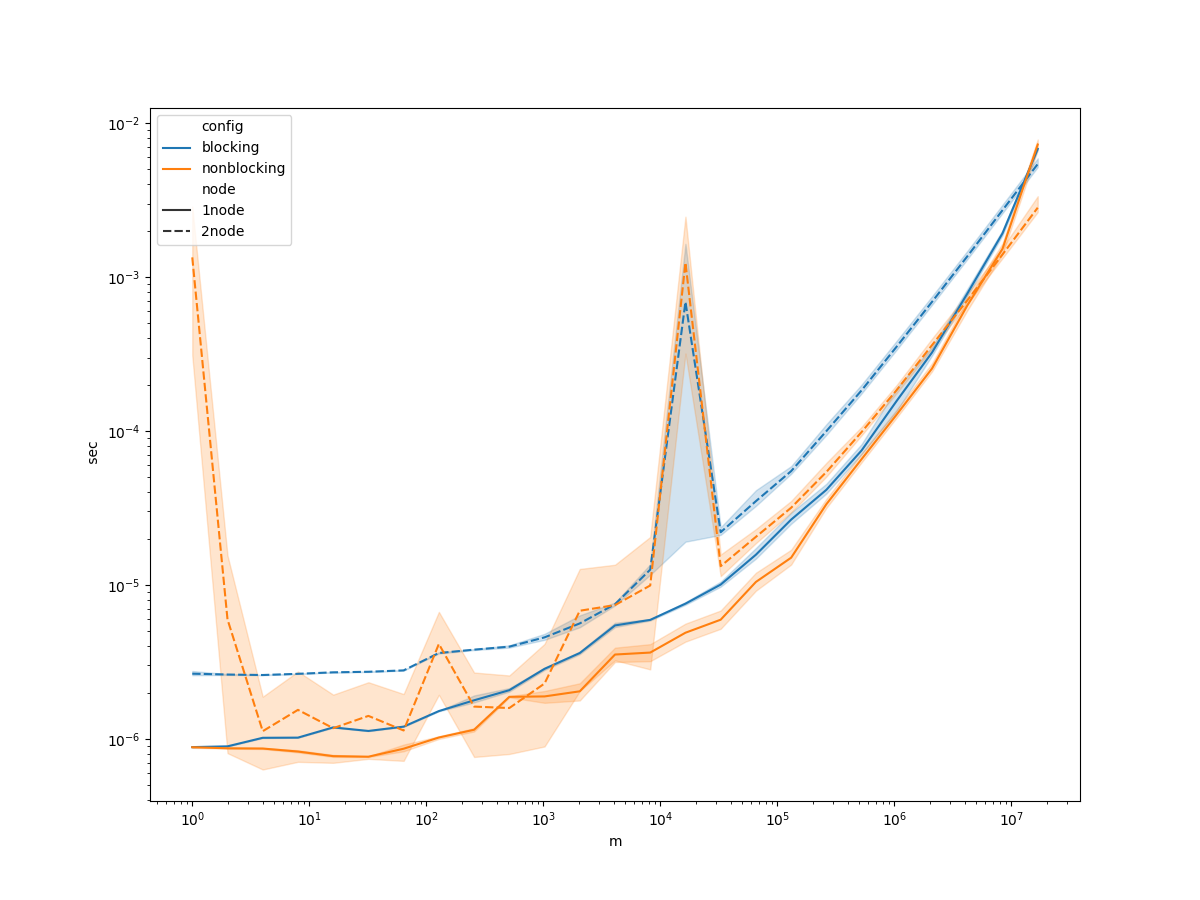 config
blocking
nonblocking
node
1node
2node
10⁻²
10⁻³
10⁻⁴
10⁻⁵
10⁻⁶
sec
10⁰
10¹
10²
10³
10⁴
10⁵
10⁶
10⁷
m